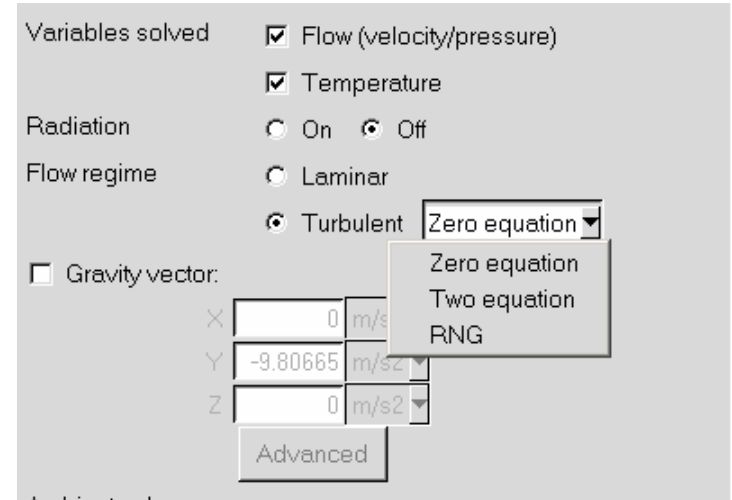 Variables solved Flow (velocity/pressure)
Temperature
Radiation On Off
Flow regime Laminar
Turbulent Zero equation
Zero equation
Two equation
RNG
Gravity vector:
X 0 m/s
Y -9.80665 m/s2
Z 0 m/s2
Advanced